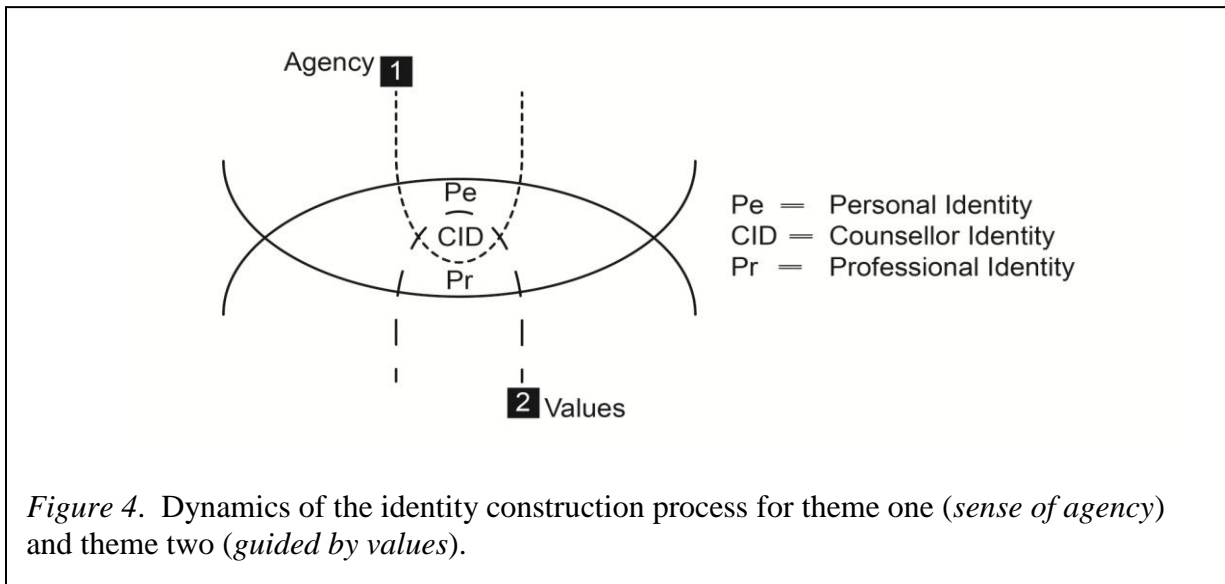 Agency 1
Pe
CID
Pr
Pe = Personal Identity
CID = Counsellor Identity
Pr = Professional Identity
2 Values
Figure 4. Dynamics of the identity construction process for theme one (sense of agency)
and theme two (guided by values).